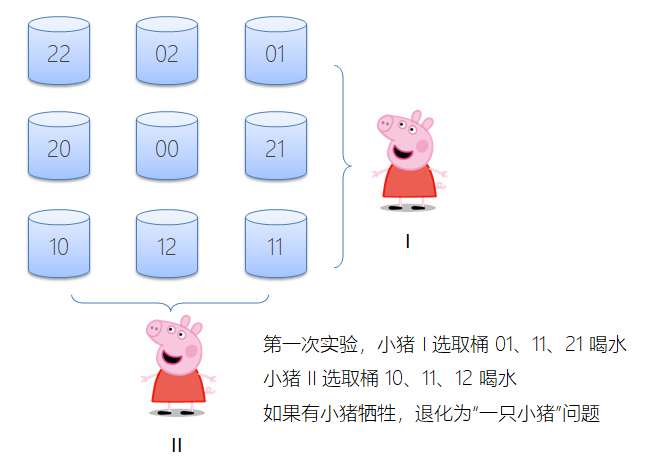 22 02 01
20 00 21
I
10 12 11
第一次实验，小猪 I 选取桶 01、11、21 喝水
小猪 II 选取桶 10、11、12 喝水
如果有小猪牺牲，退化为“一只小猪”问题
II